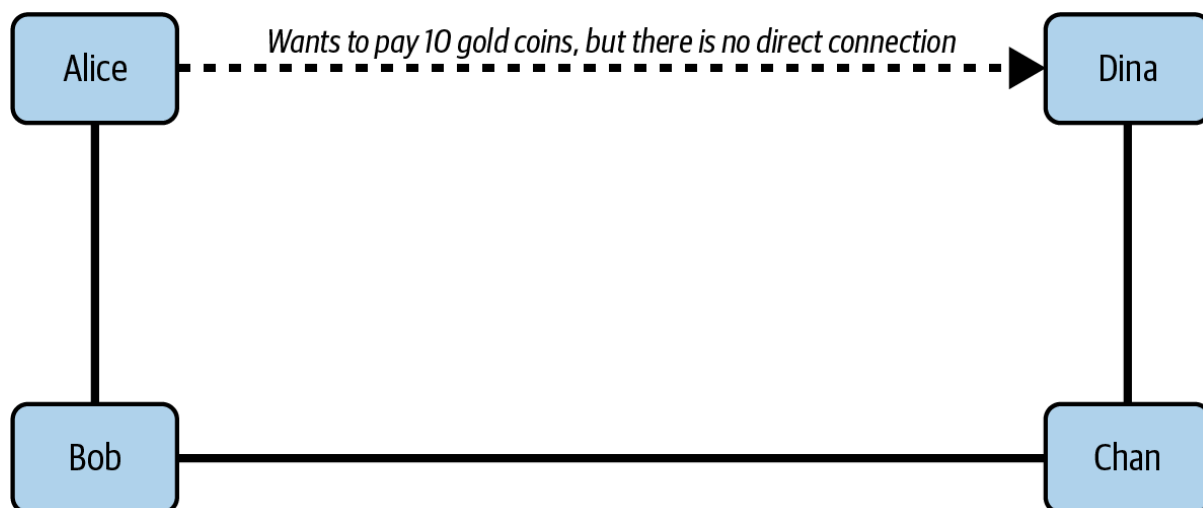 Wants to pay 10 gold coins, but there is no direct connection
Alice
Dina
Bob
Chan